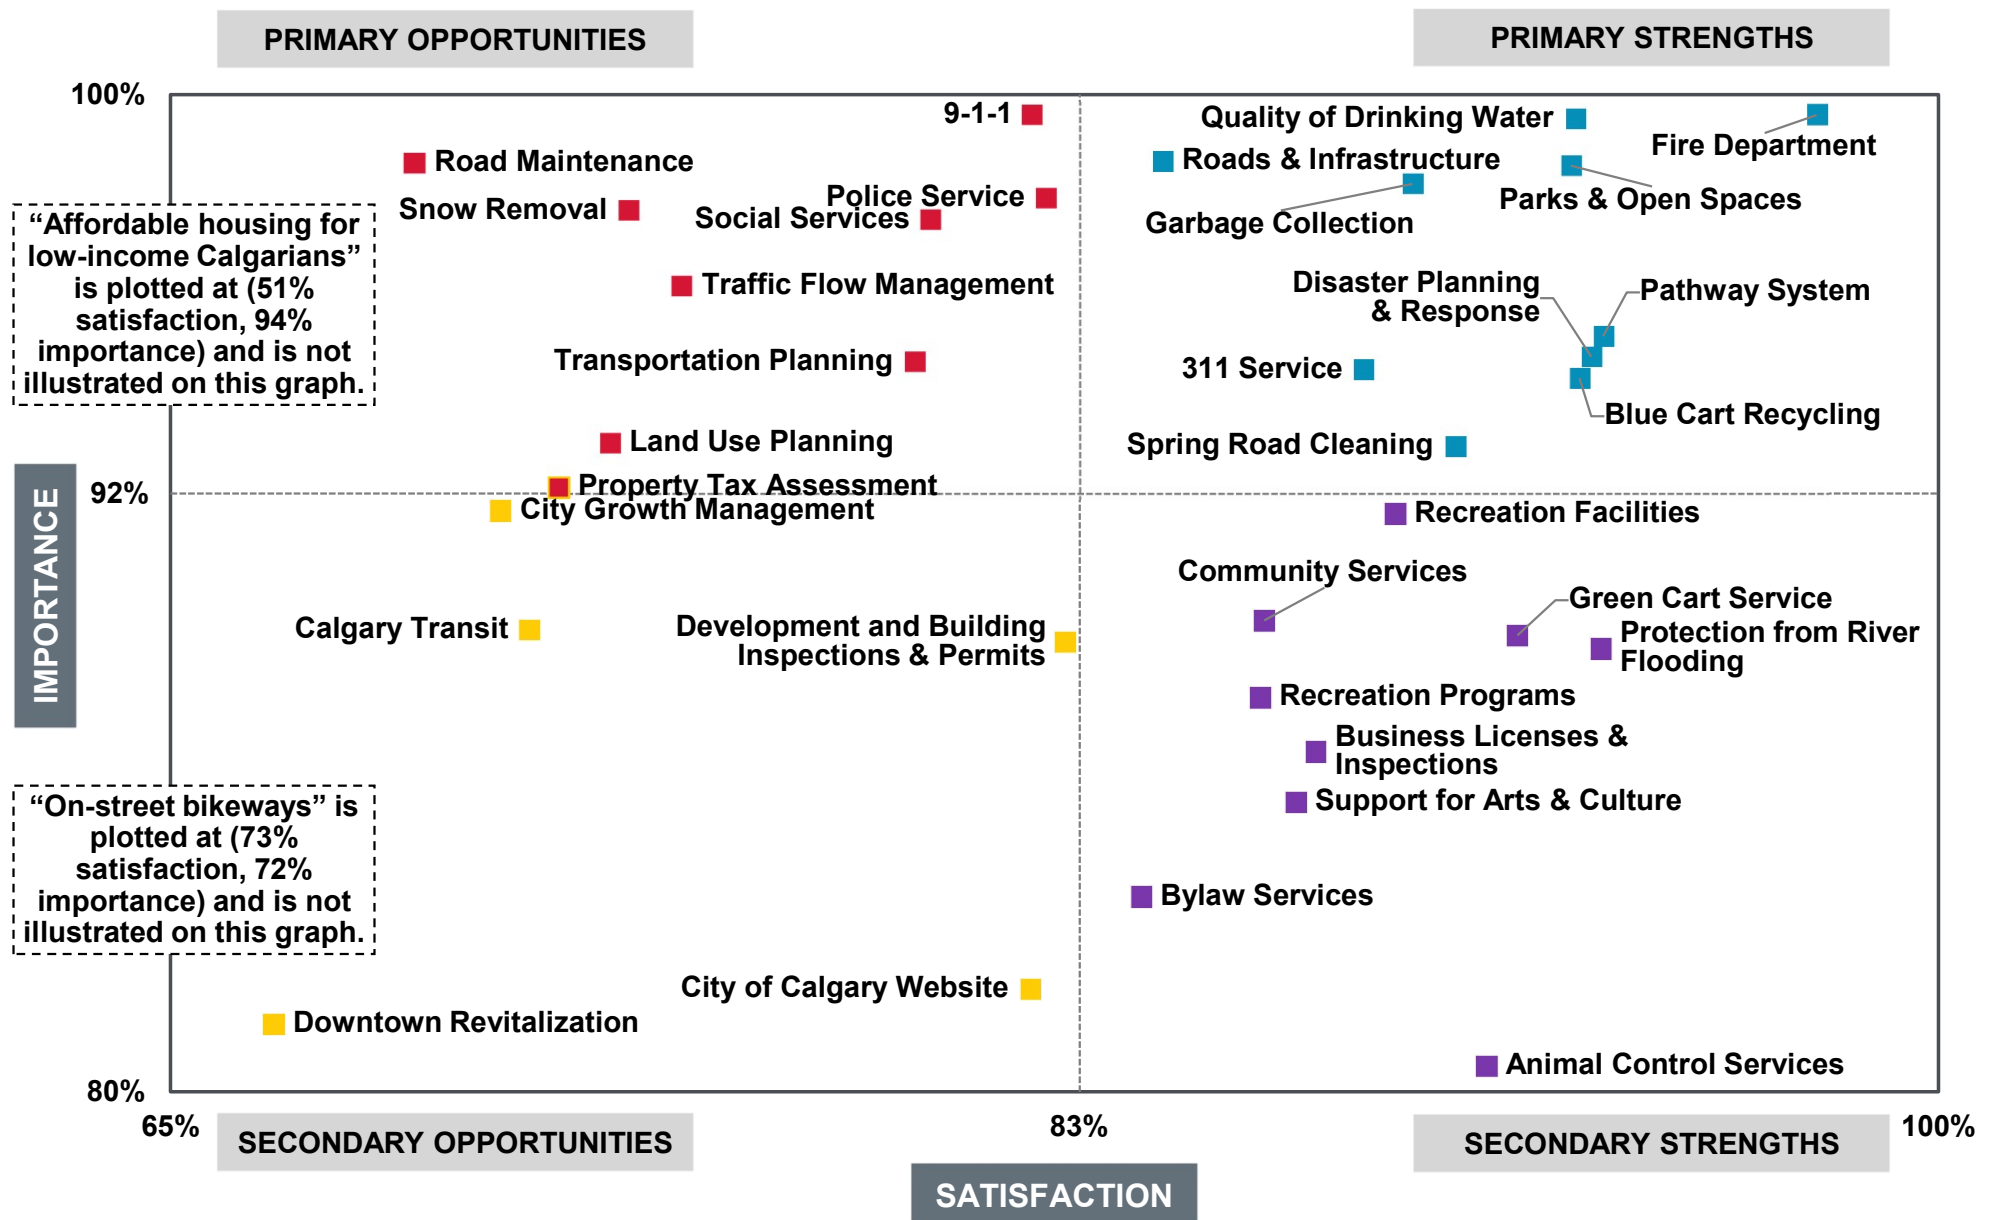 PRIMARY OPPORTUNITIES
PRIMARY STRENGTHS
100%
9-1-1
Quality of Drinking Water
Fire Department
Road Maintenance
Roads & Infrastructure
Parks & Open Spaces
Police Service
Snow Removal
Social Services
Garbage Collection
“Affordable housing for
low-income Calgarians”
is plotted at (51%
satisfaction, 94%
importance) and is not
illustrated on this graph.
Traffic Flow Management
Disaster Planning
& Response
Pathway System
Transportation Planning
311 Service
Blue Cart Recycling
Land Use Planning
Spring Road Cleaning
IMPORTANCE
92%
Property Tax Assessment
City Growth Management
Recreation Facilities
Community Services
Green Cart Service
Calgary Transit
Development and Building
Inspections & Permits
Protection from River
Flooding
Recreation Programs
Business Licenses &
Inspections
Support for Arts & Culture
“On-street bikeways” is
plotted at (73%
satisfaction, 72%
importance) and is not
illustrated on this graph.
Bylaw Services
City of Calgary Website
Downtown Revitalization
Animal Control Services
80%
65%
83%
100%
SECONDARY OPPORTUNITIES
SECONDARY STRENGTHS
SATISFACTION